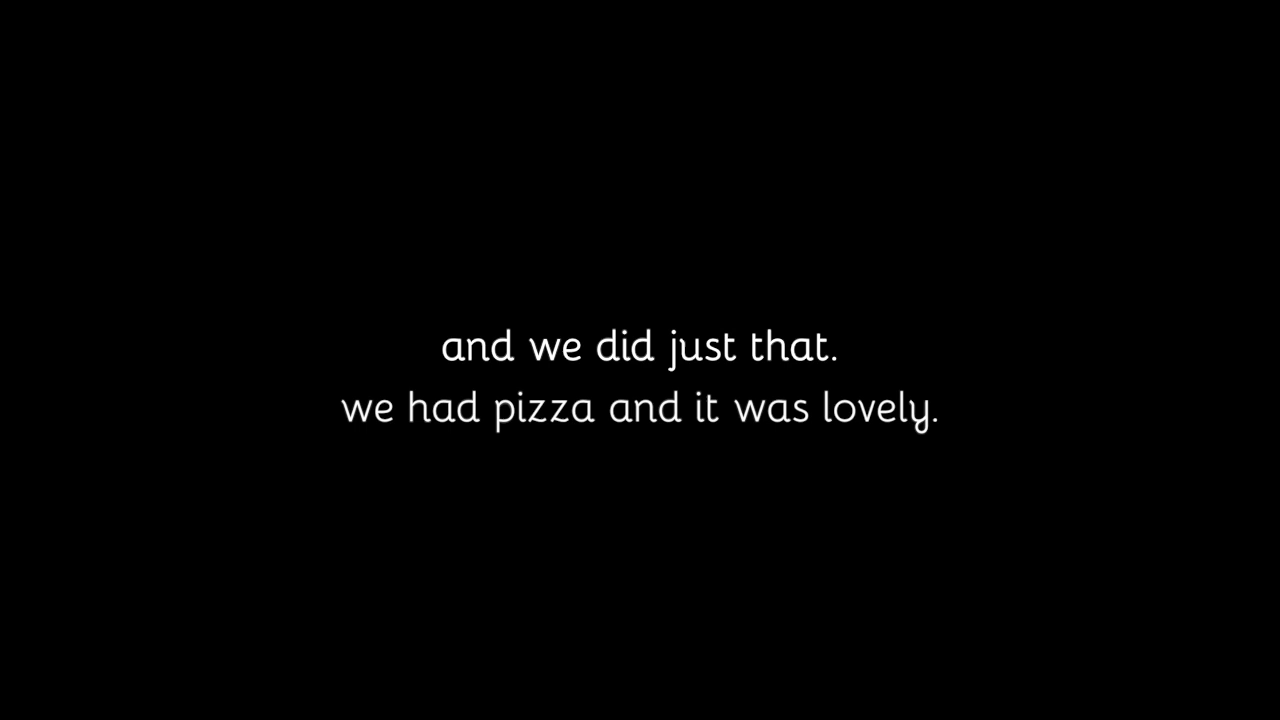 and we did just that.
we had pizza and it was lovely.